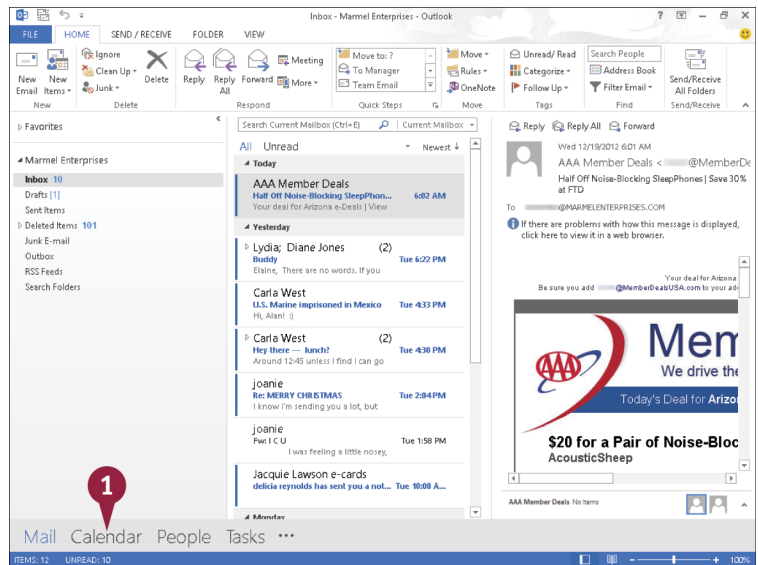 Inbox - Marmel Enterprises - Outlook
?
FILE HOME SEND / RECEIVE FOLDER VIEW
New Email
New Items
New
Ignore
Clean Up
Junk
Delete
Delete
Reply
Reply All
Forward
Meeting
More
Respond
Move to: ?
To Manager
Team Email
Quick Steps
Move
Rules
OneNote
Move
Unread/ Read
Categorize
Follow Up
Tags
Search People
Address Book
Filter Email
Find
Send/Receive All Folders
Send/Receive
Favorites
Marmel Enterprises
Inbox 10
Drafts [1]
Sent Items
Deleted Items 101
Junk E-mail
Outbox
RSS Feeds
Search Folders
Search Current Mailbox (Ctrl+E) Current Mailbox
All Unread Newest ↓
Today
AAA Member Deals
Half Off Noise-Blocking SleepPhon... 6:02 AM
Your deal for Arizona e-Deals | View
Yesterday
Lydia; Diane Jones (2)
Buddy Tue 6:22 PM
Elaine, There are no words. If you
Carla West
U.S. Marine imprisoned in Mexico Tue 4:33 PM
Hi, Alan! :)
Carla West (2)
Hey there --- lunch? Tue 4:30 PM
Around 12:45 unless I find I can go
joanie
Re: MERRY CHRISTMAS Tue 2:04 PM
I know I'm sending you a lot, but
joanie
Fw: I C U Tue 1:58 PM
I was feeling a little nosey,
Jacquie Lawson e-cards
delicia reynolds has sent you a not... Tue 10:00 A...
Monday
Reply Reply All Forward
Wed 12/19/2012 6:01 AM
AAA Member Deals < @MemberDe
Half Off Noise-Blocking SleepPhones | Save 30%
at FTD
To @MARMELENTERPRISES.COM
If there are problems with how this message is displayed,
click here to view it in a web browser.
Your deal for Arizona
Be sure you add @MemberDealsUSA.com to your ad
AAA
Mem
We drive the
Today's Deal for Arizo
$20 for a Pair of Noise-Bloc
AcousticSheep
AAA Member Deals No Items
1
Mail Calendar People Tasks ···
ITEMS: 12 UNREAD: 10 100%